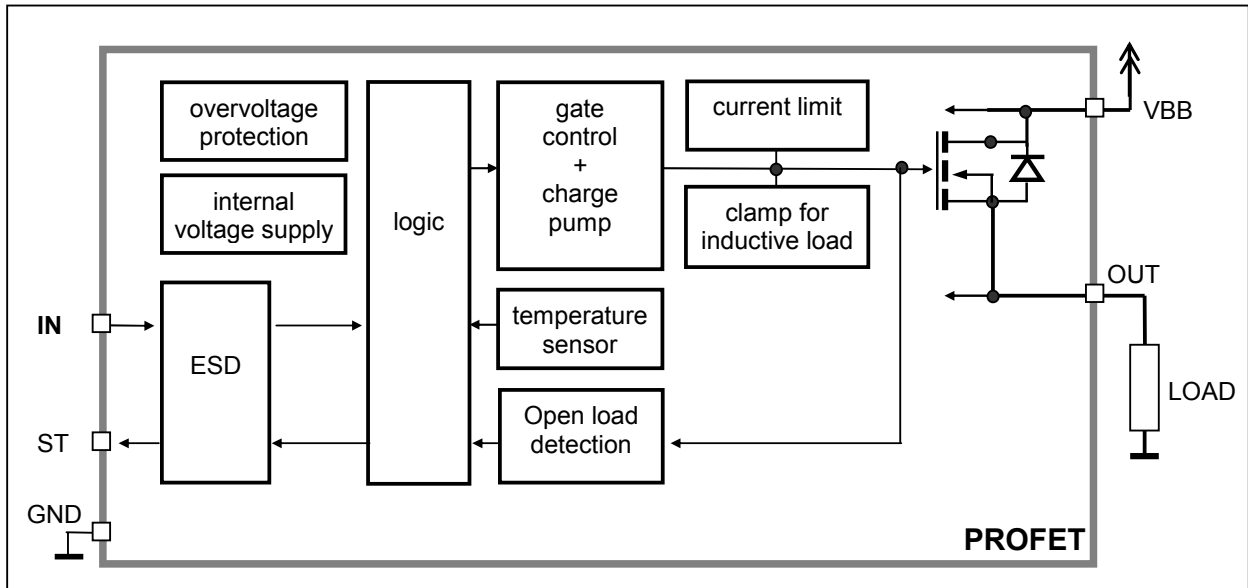 overvoltage
protection
internal
voltage supply
logic
gate
control
+
charge
pump
current limit
clamp for
inductive load
VBB
OUT
LOAD
IN
ESD
temperature
sensor
ST
Open load
detection
GND
PROFET